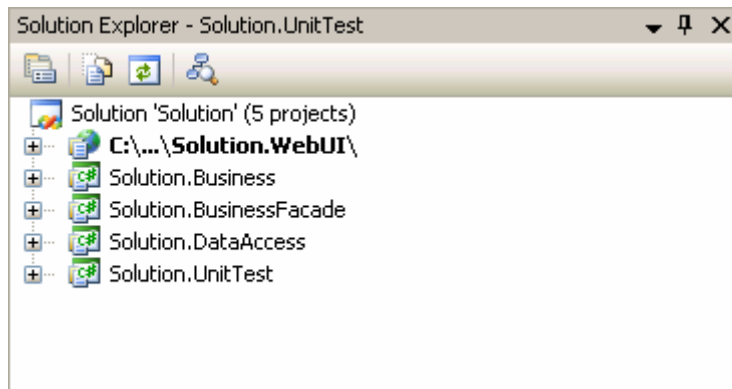 Solution Explorer - Solution.UnitTest
Solution 'Solution' (5 projects)
C:\...\Solution.WebUI\
Solution.Business
Solution.BusinessFacade
Solution.DataAccess
Solution.UnitTest